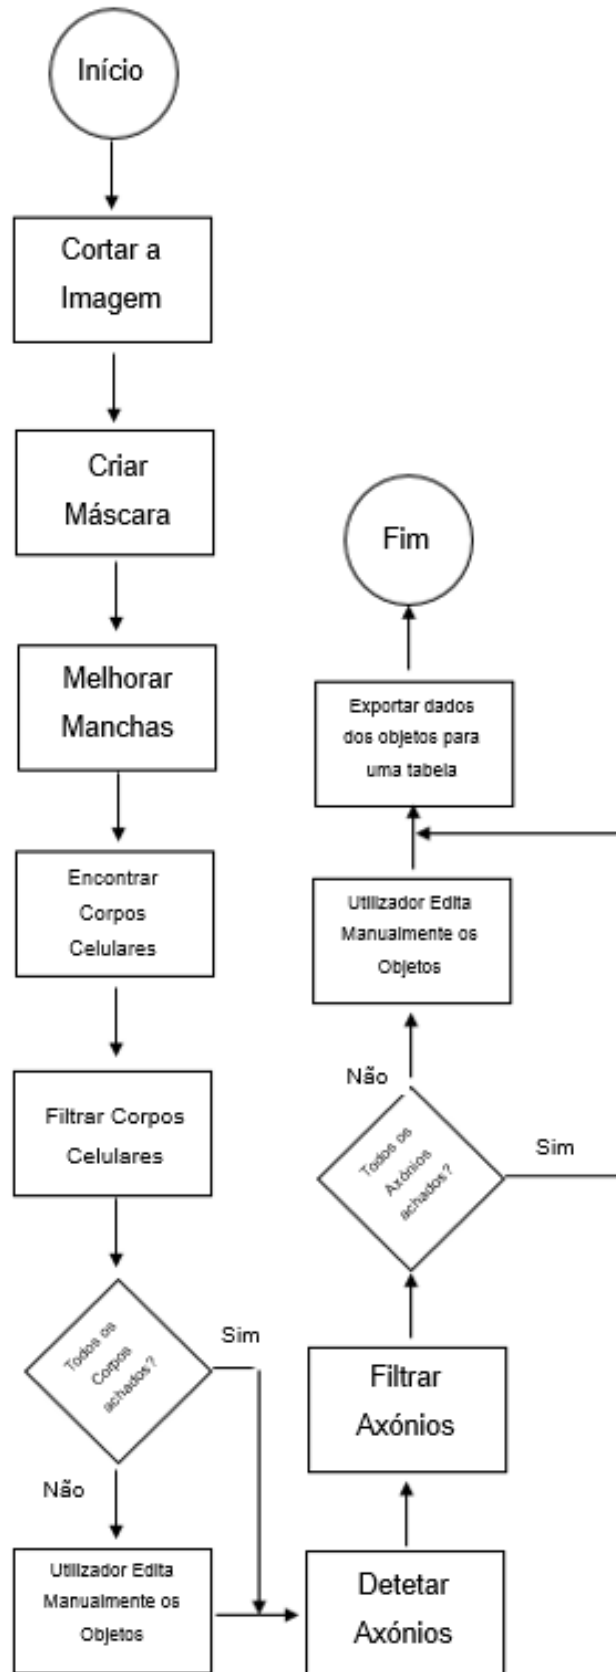 Início
Cortar a
Imagem
Criar
Máscara
Melhorar
Manchas
Encontrar
Corpos
Celulares
Filtrar Corpos
Celulares
Todos os
Corpos
achados?
Sim
Não
Utilizador Edita
Manualmente os
Objetos
Detetar
Axónios
Filtrar
Axónios
Todos os
Axónios
achados?
Sim
Não
Utilizador Edita
Manualmente os
Objetos
Exportar dados
dos objetos para
uma tabela
Fim